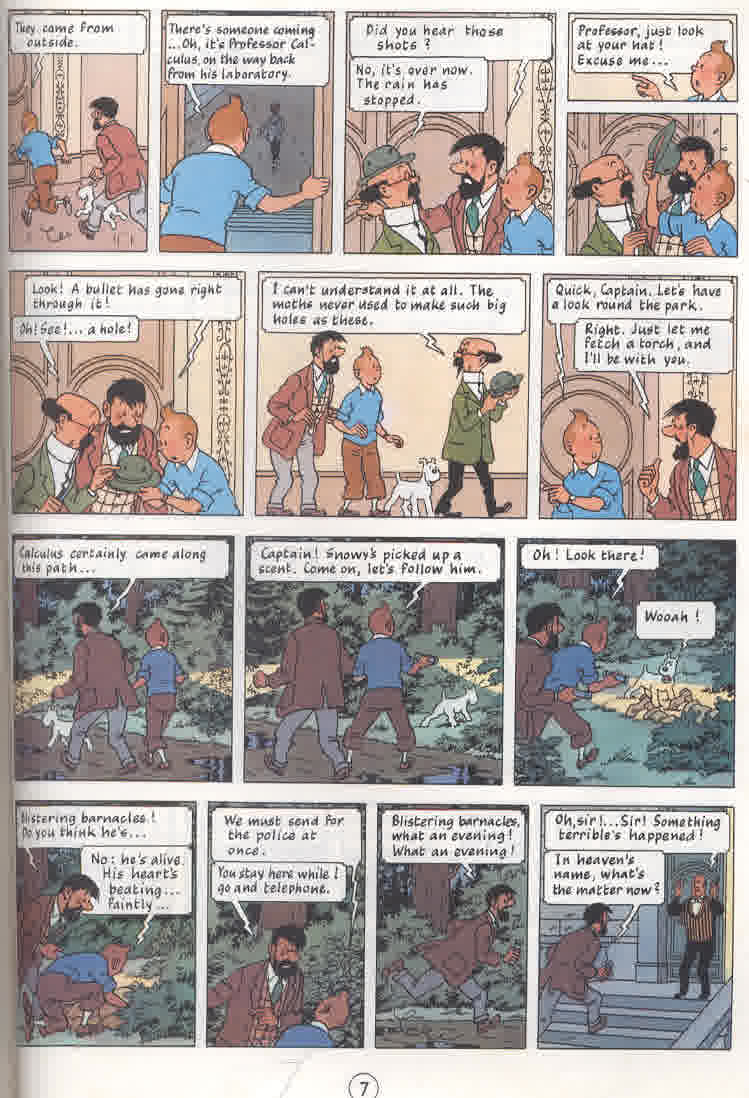 They came from
outside.
There's someone coming
...Oh, it's Professor Cal-
culus, on the way back
from his laboratory.
Did you hear those
shots?
No, it's over now.
The rain has
stopped.
Professor, just look
at your hat!
Excuse me...
Look! A bullet has gone right
through it!
Oh! See!... a hole!
I can't understand it at all. The
moths never used to make such big
holes as these.
Quick, Captain. Let's have
a look round the park.
Right. Just let me
fetch a torch, and
I'll be with you.
Calculus certainly came along
this path...
Captain! Snowy's picked up a
scent. Come on, let's follow him.
Oh! Look there!
Wooah!
Blistering barnacles!
Do you think he's...
No: he's alive.
His heart's
beating...
Faintly...
We must send for
the police at
once.
You stay here while I
go and telephone.
Blistering barnacles,
what an evening!
What an evening!
Oh, sir!...Sir! Something
terrible's happened!
In heaven's
name, what's
the matter now?
7